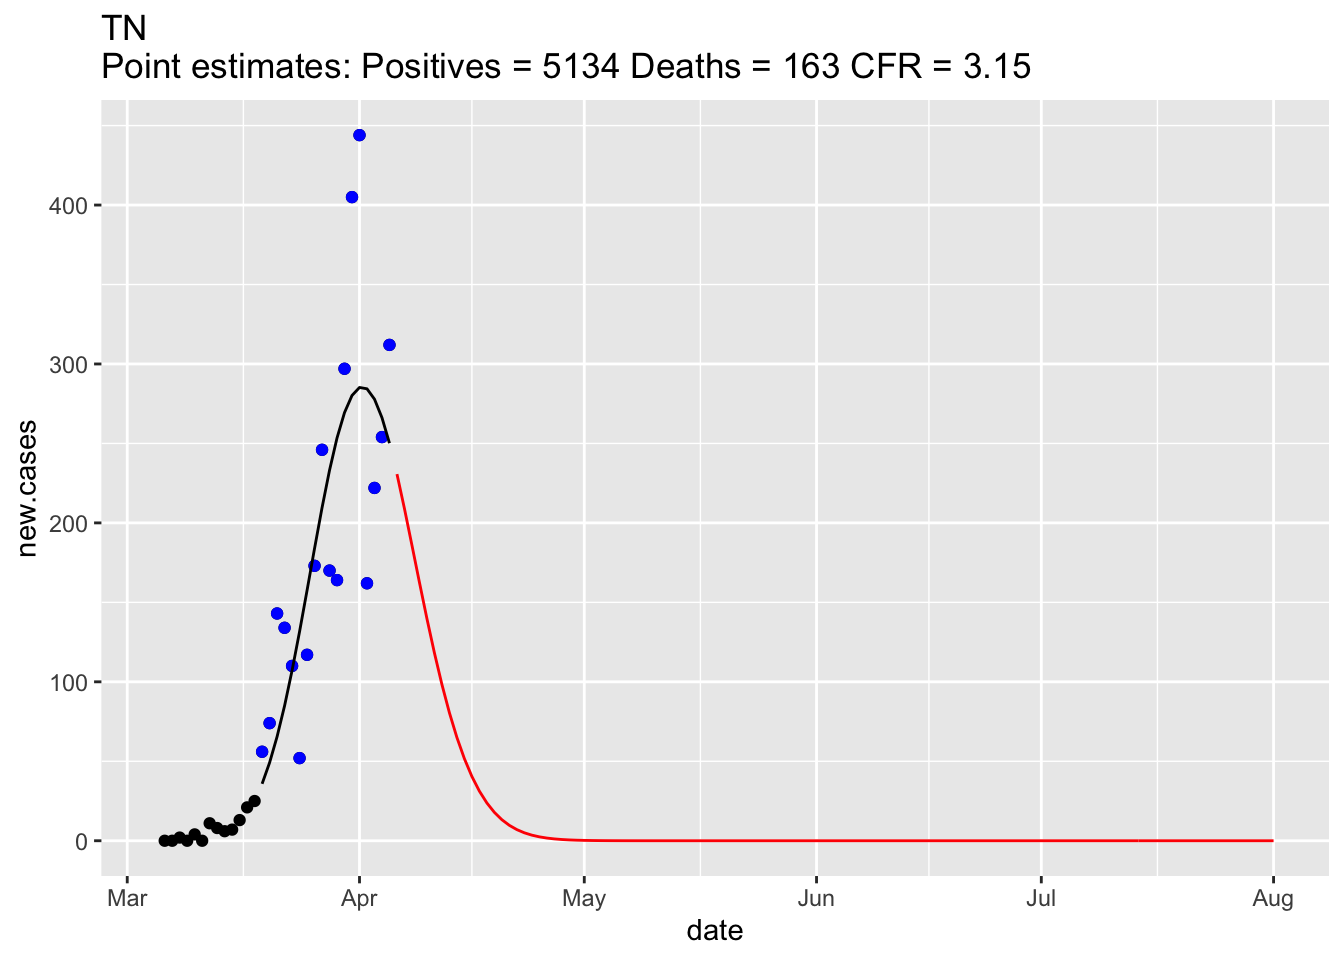 TN
Point estimates: Positives = 5134 Deaths = 163 CFR = 3.15
400
300
200
100
0
new.cases
Mar Apr May Jun Jul Aug
date